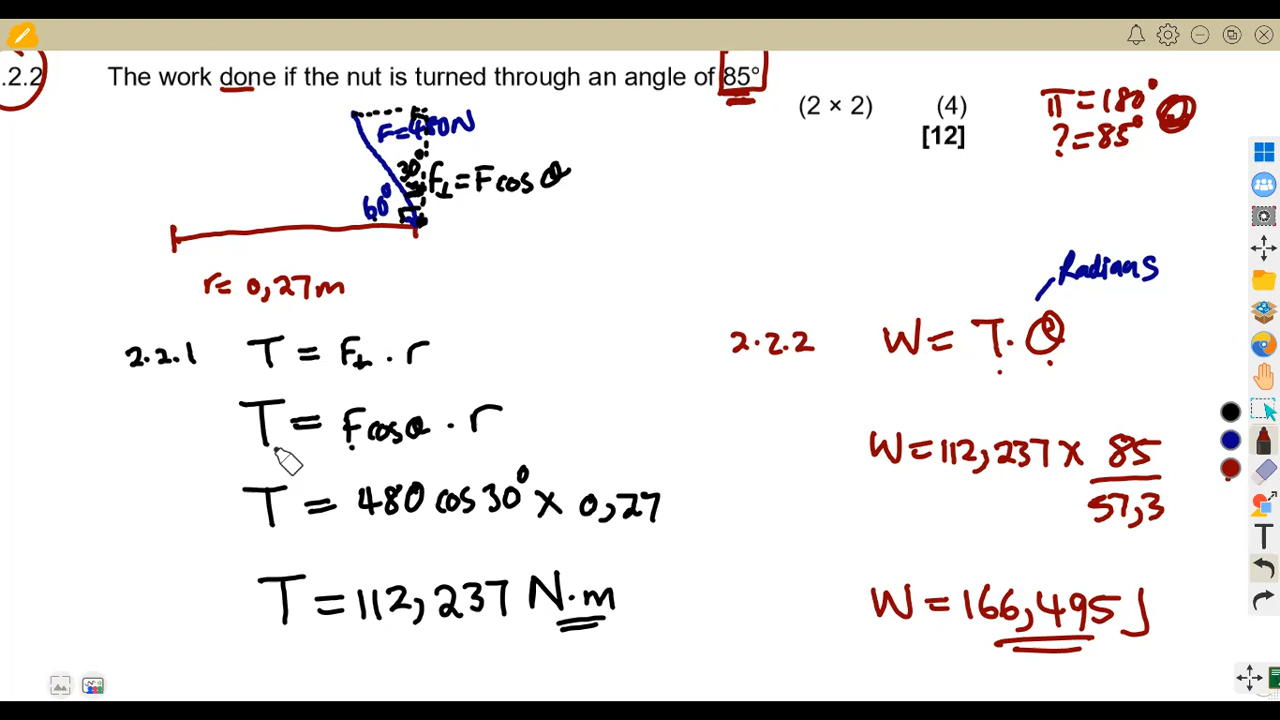 .2.2 The work done if the nut is turned through an angle of 85°
(2 × 2) (4)
[12]
π = 180°
? = 85°
F=480N
30°
F⊥ = F cos θ
60°
r= 0,27m
Radians
2.2.1 T = F⊥ . r
T = Fcosθ . r
T = 480 cos 30° × 0,27
T = 112,237 N.m
2.2.2 W = T. θ
W = 112,237 × 85
57,3
W = 166,495 J
T